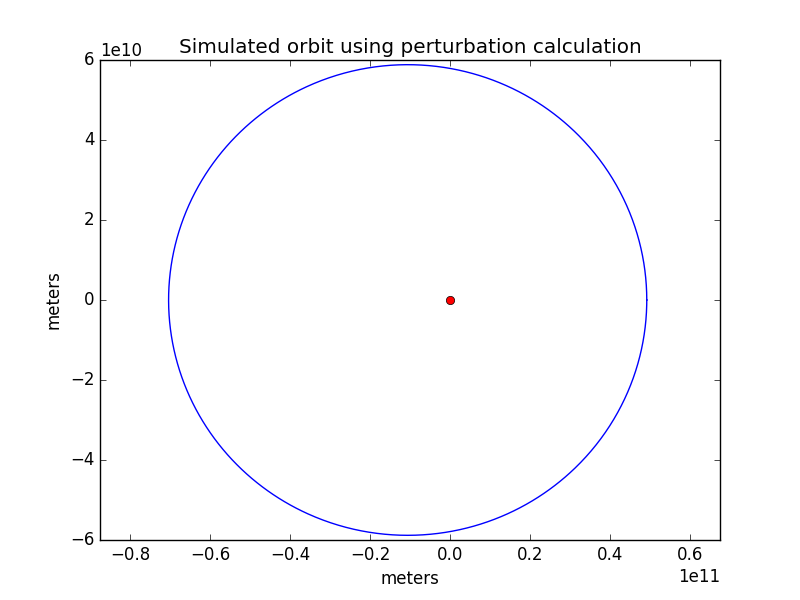 Simulated orbit using perturbation calculation
1e10
6
4
2
0
−2
−4
−6
meters
−0.8 −0.6 −0.4 −0.2 0.0 0.2 0.4 0.6
meters
1e11